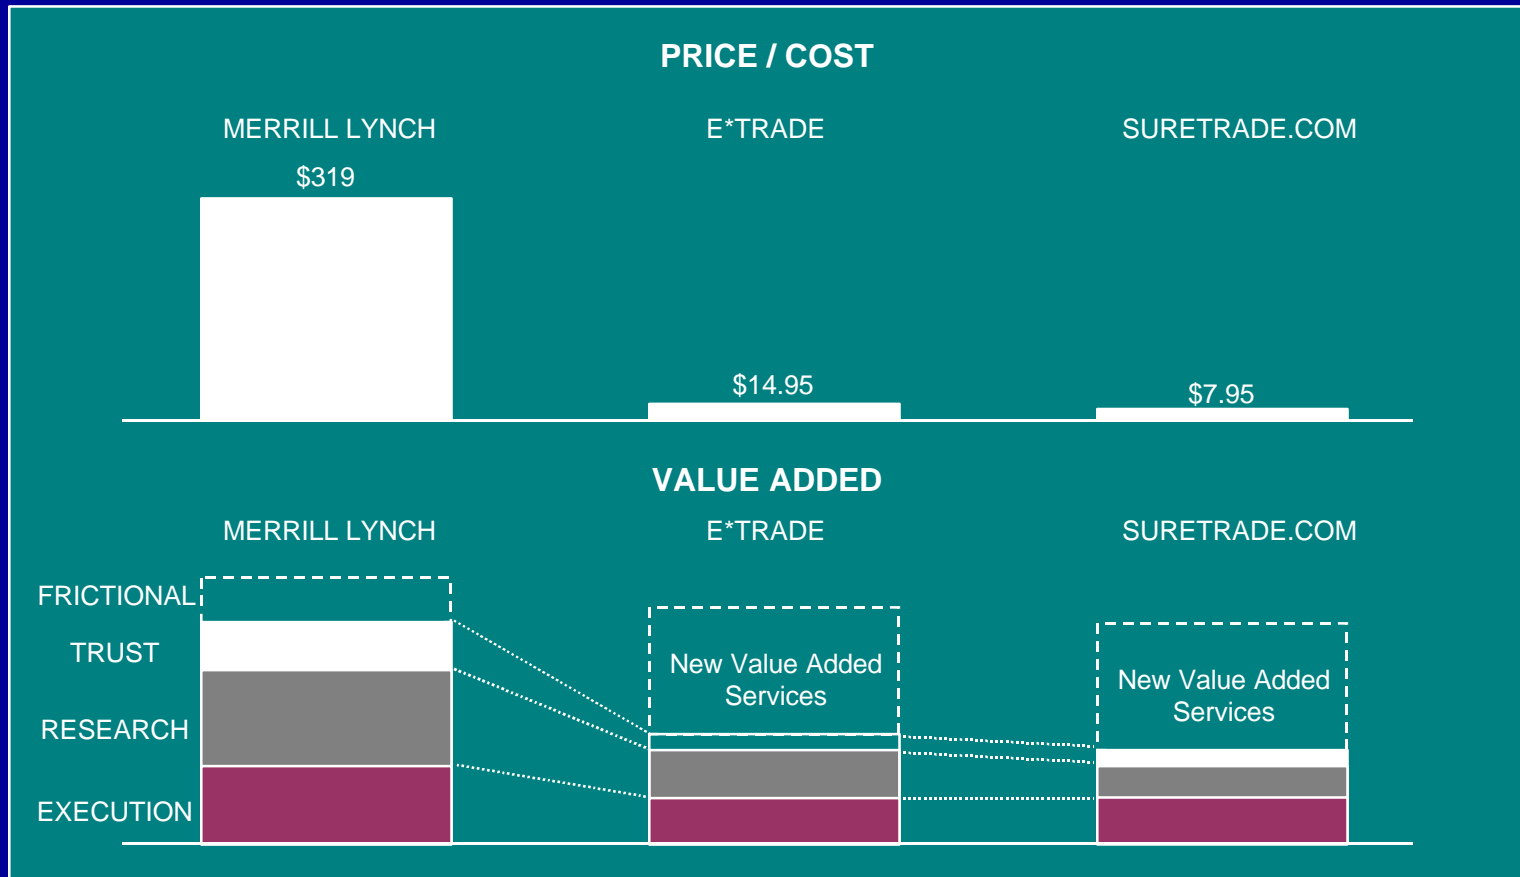 PRICE / COST
MERRILL LYNCH
E*TRADE
SURETRADE.COM
$319
$14.95
$7.95
VALUE ADDED
MERRILL LYNCH
E*TRADE
SURETRADE.COM
FRICTIONAL
TRUST
RESEARCH
EXECUTION
New Value Added
Services
New Value Added
Services